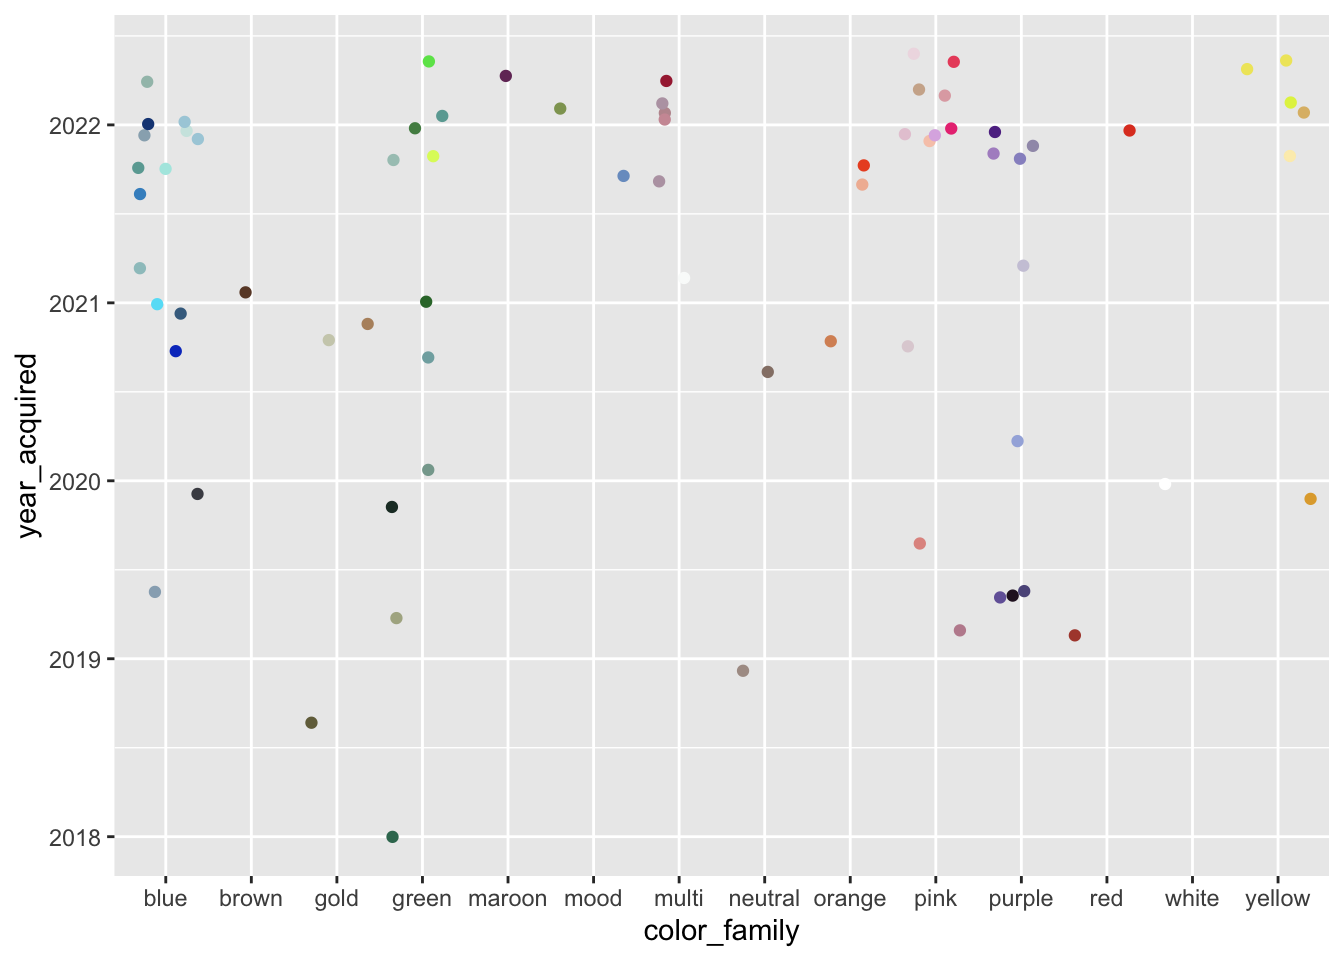 year_acquired
2022
2021
2020
2019
2018
blue brown gold green maroon mood multi neutral orange pink purple red white yellow
color_family